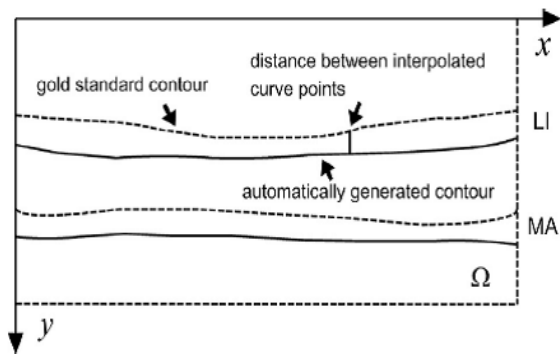 x
distance between interpolated
curve points
gold standard contour
LI
automatically generated contour
MA
Ω
y